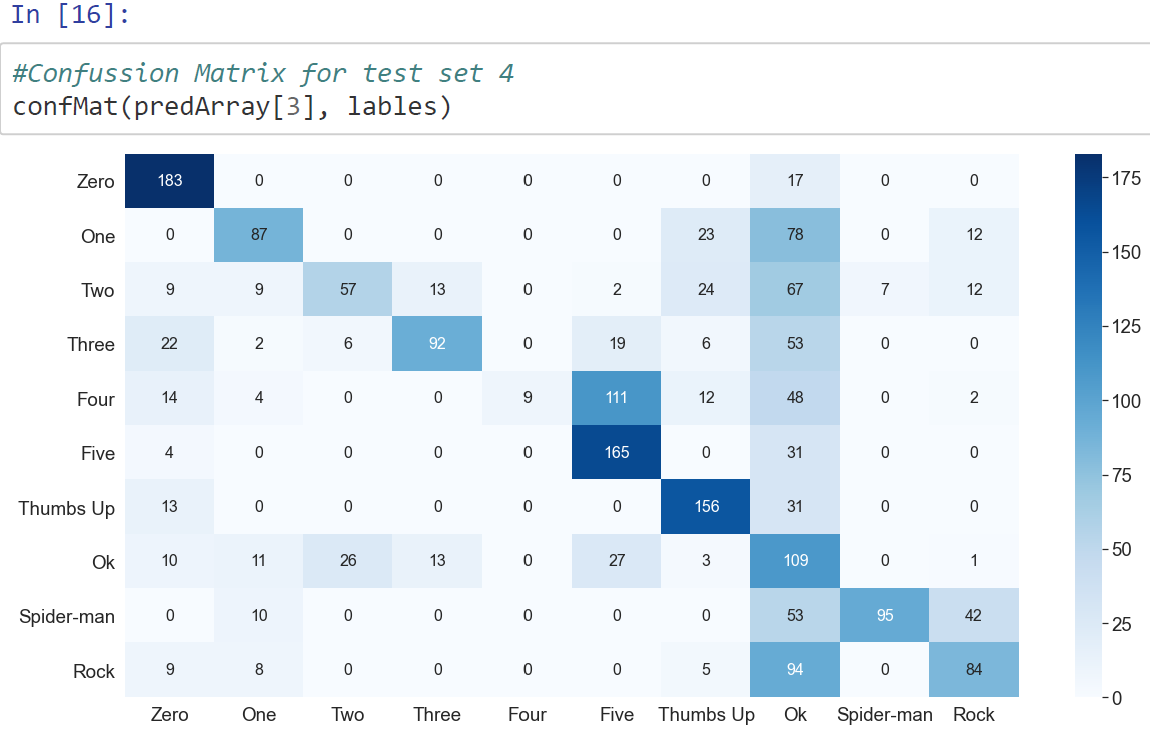 In [16]:
#Confussion Matrix for test set 4
confMat(predArray[3], lables)
Zero 183 0 0 0 0 0 0 17 0 0
One 0 87 0 0 0 0 23 78 0 12
Two 9 9 57 13 0 2 24 67 7 12
Three 22 2 6 92 0 19 6 53 0 0
Four 14 4 0 0 9 111 12 48 0 2
Five 4 0 0 0 0 165 0 31 0 0
Thumbs Up 13 0 0 0 0 0 156 31 0 0
Ok 10 11 26 13 0 27 3 109 0 1
Spider-man 0 10 0 0 0 0 0 53 95 42
Rock 9 8 0 0 0 0 5 94 0 84
Zero One Two Three Four Five Thumbs Up Ok Spider-man Rock
175
150
125
100
75
50
25
0